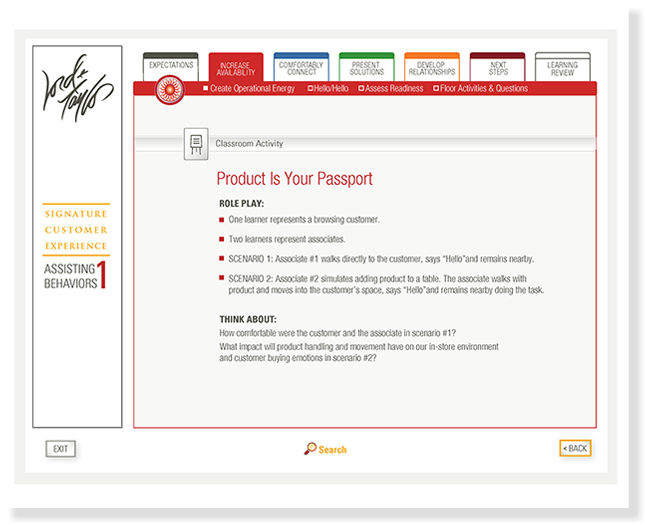 Lord & Taylor
EXPECTATIONS
INCREASE
AVAILABILITY
COMFORTABLY
CONNECT
PRESENT
SOLUTIONS
DEVELOP
RELATIONSHIPS
NEXT
STEPS
LEARNING
REVIEW
Create Operational Energy Hello/Hello Assess Readiness Floor Activities & Questions
Classroom Activity
SIGNATURE
CUSTOMER
EXPERIENCE
ASSISTING 1
BEHAVIORS
Product Is Your Passport
ROLE PLAY:
One learner represents a browsing customer.
Two learners represent associates.
SCENARIO 1: Associate #1 walks directly to the customer, says “Hello”and remains nearby.
SCENARIO 2: Associate #2 simulates adding product to a table. The associate walks with
product and moves into the customer's space, says “Hello”and remains nearby doing the task.
THINK ABOUT:
How comfortable were the customer and the associate in scenario #1?
What impact will product handling and movement have on our in-store environment
and customer buying emotions in scenario #2?
EXIT
Search
< BACK